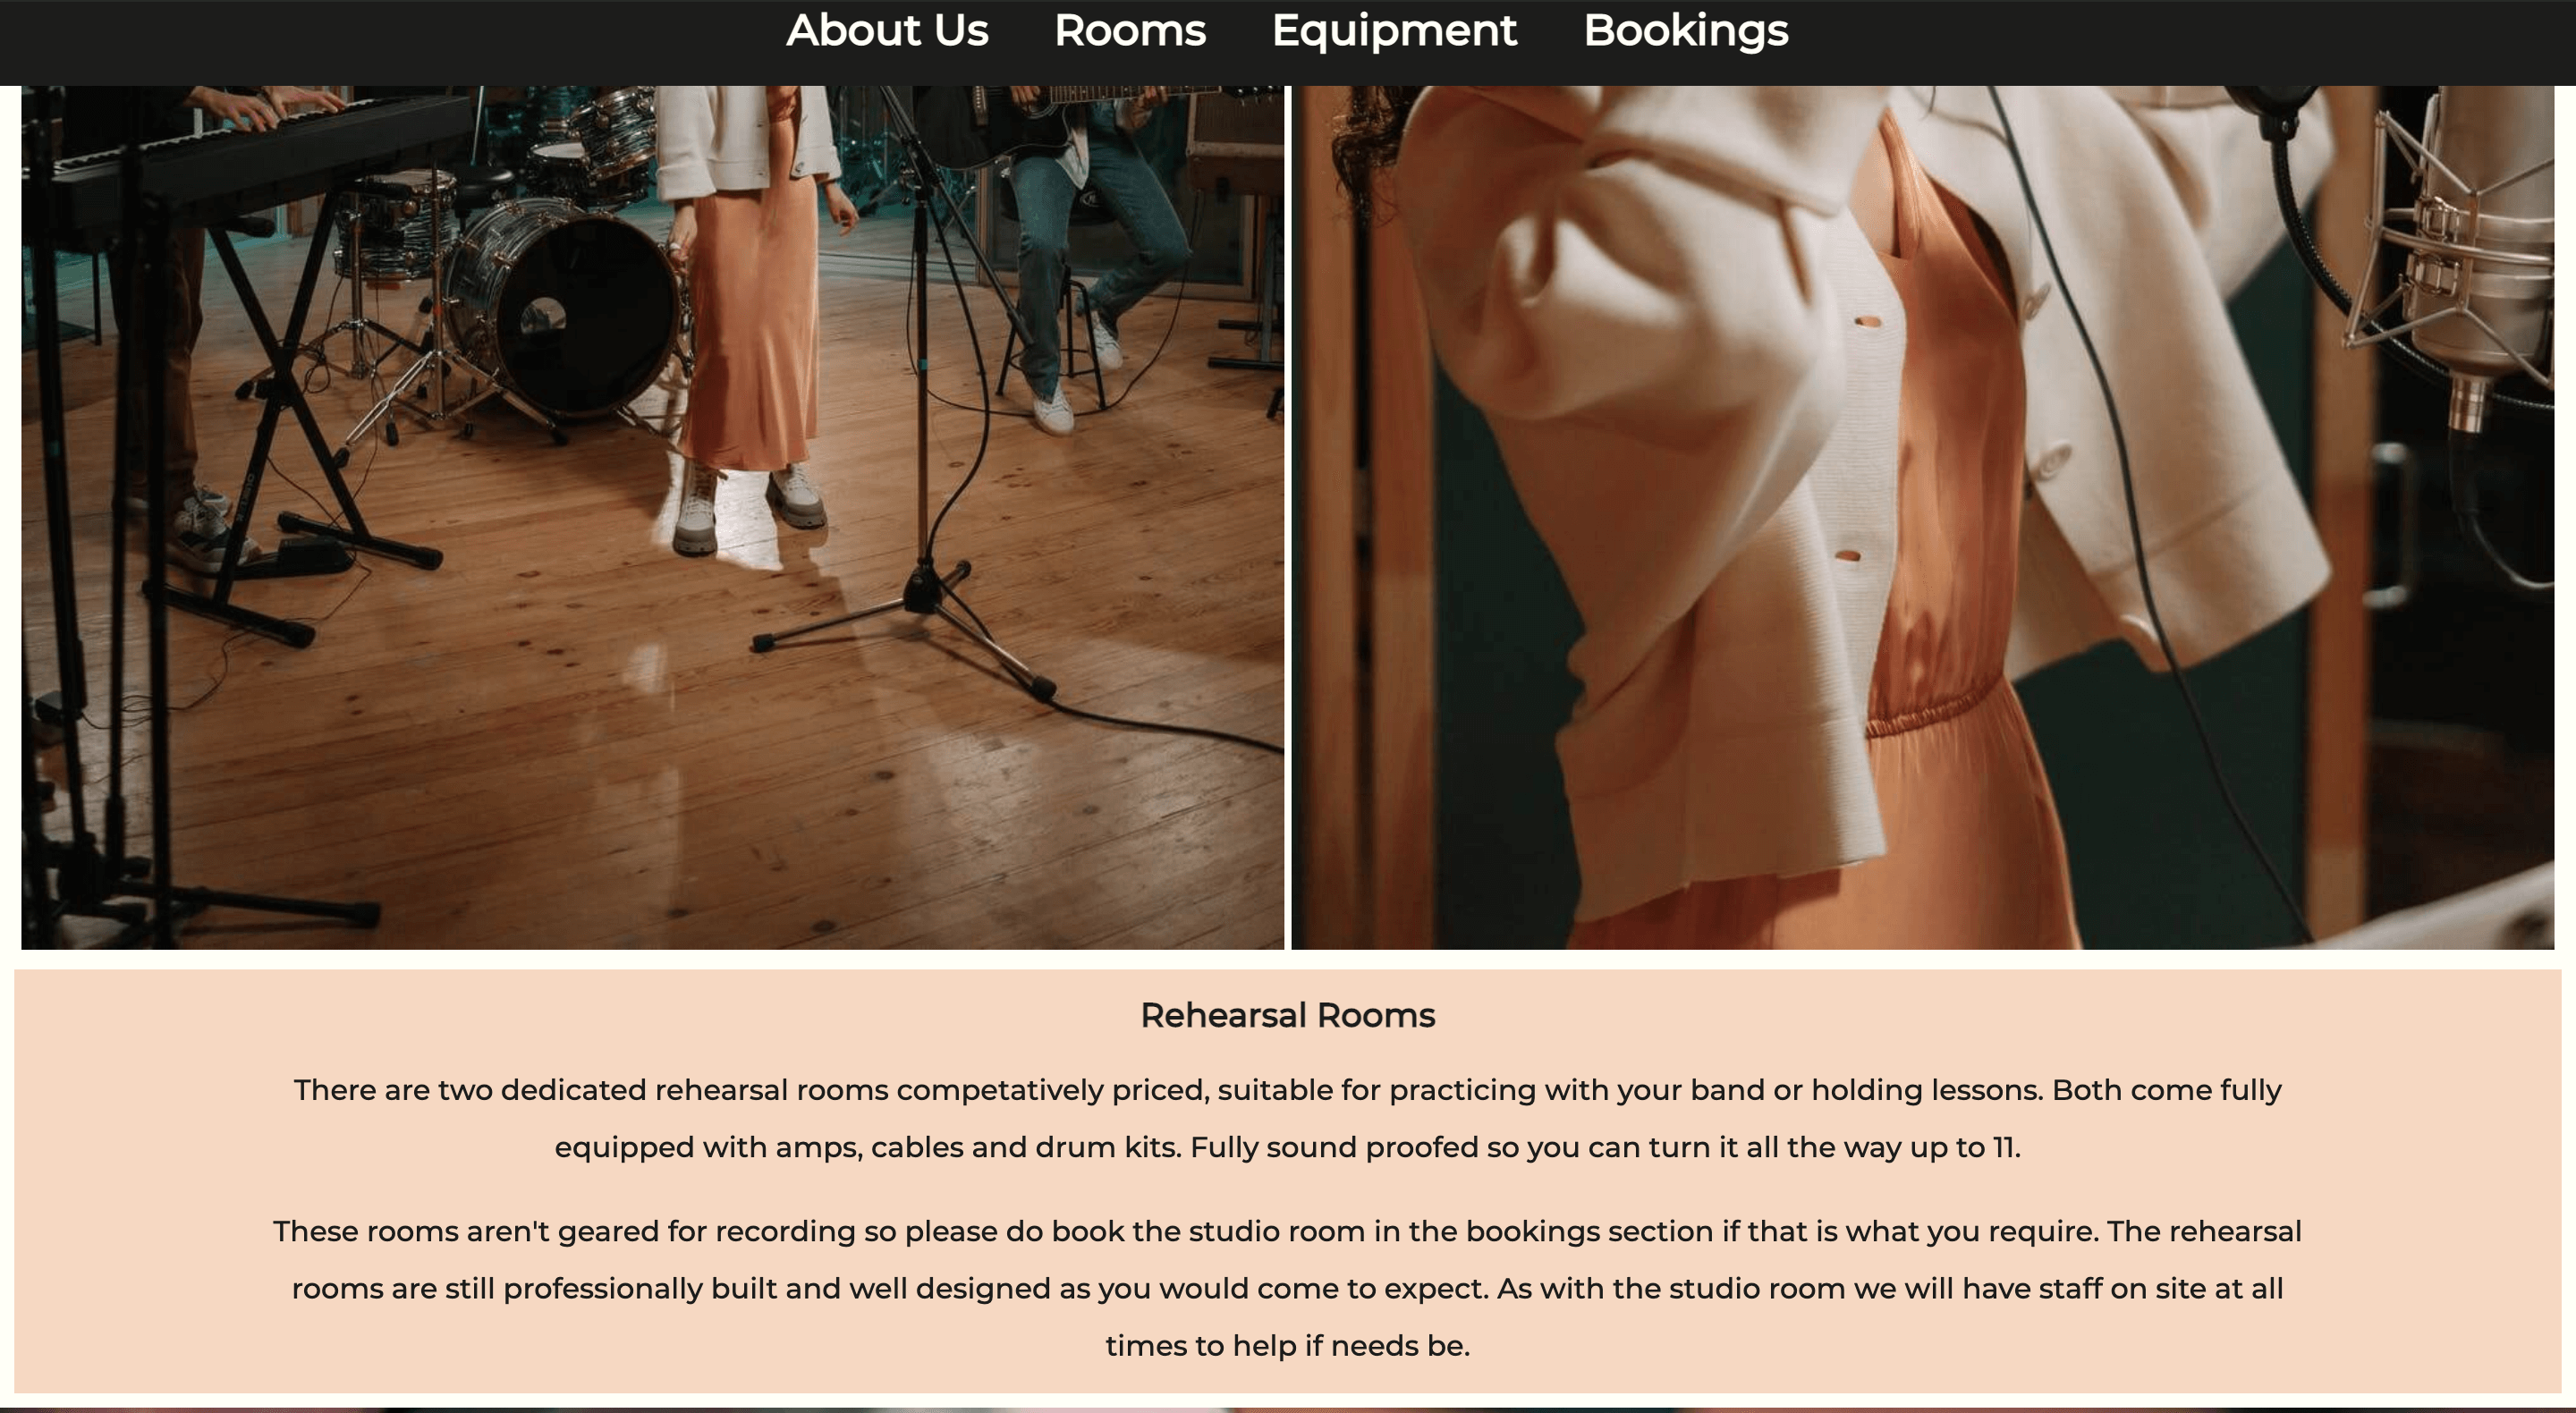 About Us Rooms Equipment Bookings
Rehearsal Rooms
There are two dedicated rehearsal rooms competatively priced, suitable for practicing with your band or holding lessons. Both come fully
equipped with amps, cables and drum kits. Fully sound proofed so you can turn it all the way up to 11.
These rooms aren't geared for recording so please do book the studio room in the bookings section if that is what you require. The rehearsal
rooms are still professionally built and well designed as you would come to expect. As with the studio room we will have staff on site at all
times to help if needs be.